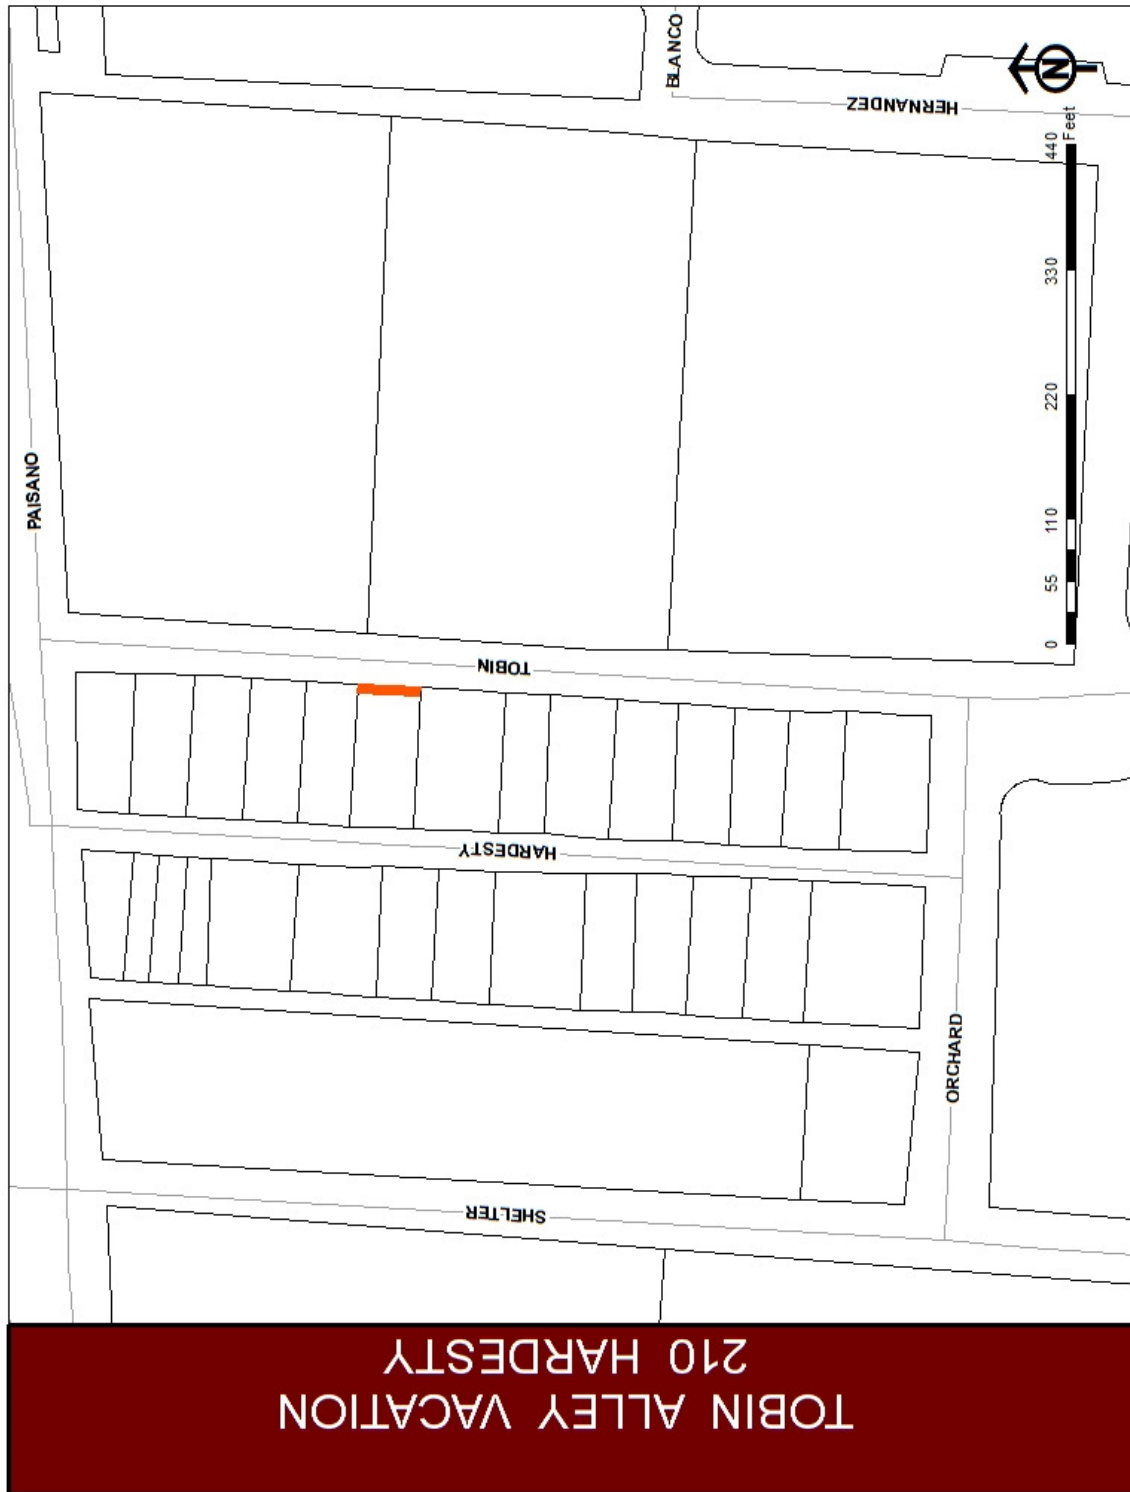 TOBIN ALLEY VACATION
210 HARDESTY
PAISANO
BLANCO
HERNANDEZ
TOBIN
HARDESTY
SHELTER
ORCHARD
N
0 55 110 220 330 440
Feet